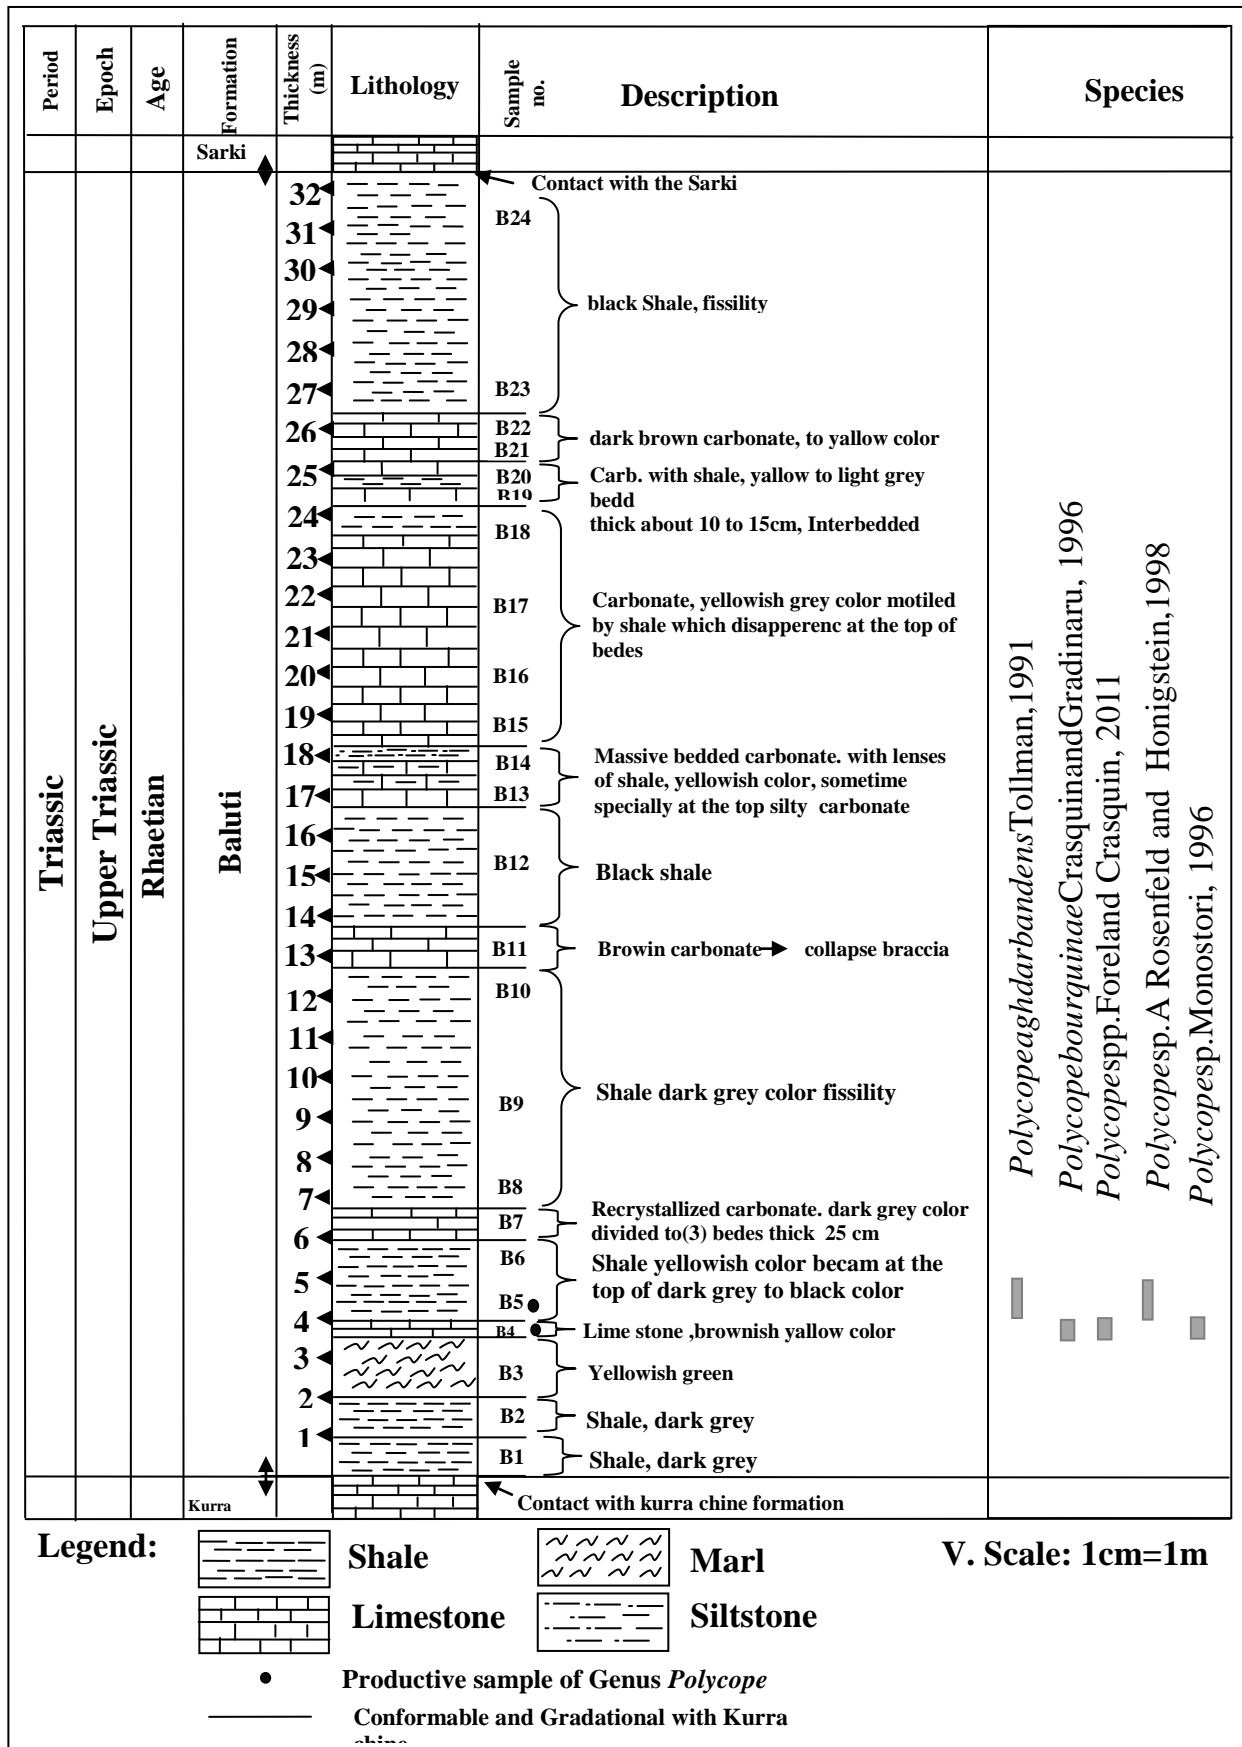 Period
Epoch
Age
Formation
Thickness
(m)
Lithology
Sample
no.
Description
Species
Sarki
Contact with the Sarki
32
31
30
29
28
27
26
25
24
23
22
21
20
19
18
17
16
15
14
13
12
11
10
9
8
7
6
5
4
3
2
1
Triassic
Upper Triassic
Rhaetian
Baluti
B24
black Shale, fissility
B23
B22
dark brown carbonate, to yallow color
B21
B20
Carb. with shale, yallow to light grey
bedd
B19
thick about 10 to 15cm, Interbedded
B18
B17
Carbonate, yellowish grey color motiled
by shale which disapperenc at the top of
bedes
B16
B15
B14
Massive bedded carbonate. with lenses
of shale, yellowish color, sometime
specially at the top silty carbonate
B13
B12
Black shale
B11
Browin carbonate collapse braccia
B10
Shale dark grey color fissility
B9
B8
B7
Recrystallized carbonate. dark grey color
divided to(3) bedes thick 25 cm
B6
Shale yellowish color becam at the
top of dark grey to black color
B5
B4
Lime stone ,brownish yallow color
B3
Yellowish green
B2
Shale, dark grey
B1
Shale, dark grey
PolycopeaghdarbandensTollman,1991
PolycopebourquinaeCrasquinandGradinaru, 1996
Polycopespp.Foreland Crasquin, 2011
Polycopesp.A Rosenfeld and Honigstein,1998
Polycopesp.Monostori, 1996
Kurra
Contact with kurra chine formation
Legend:
Shale
Marl
V. Scale: 1cm=1m
Limestone
Siltstone
Productive sample of Genus Polycope
Conformable and Gradational with Kurra
chine